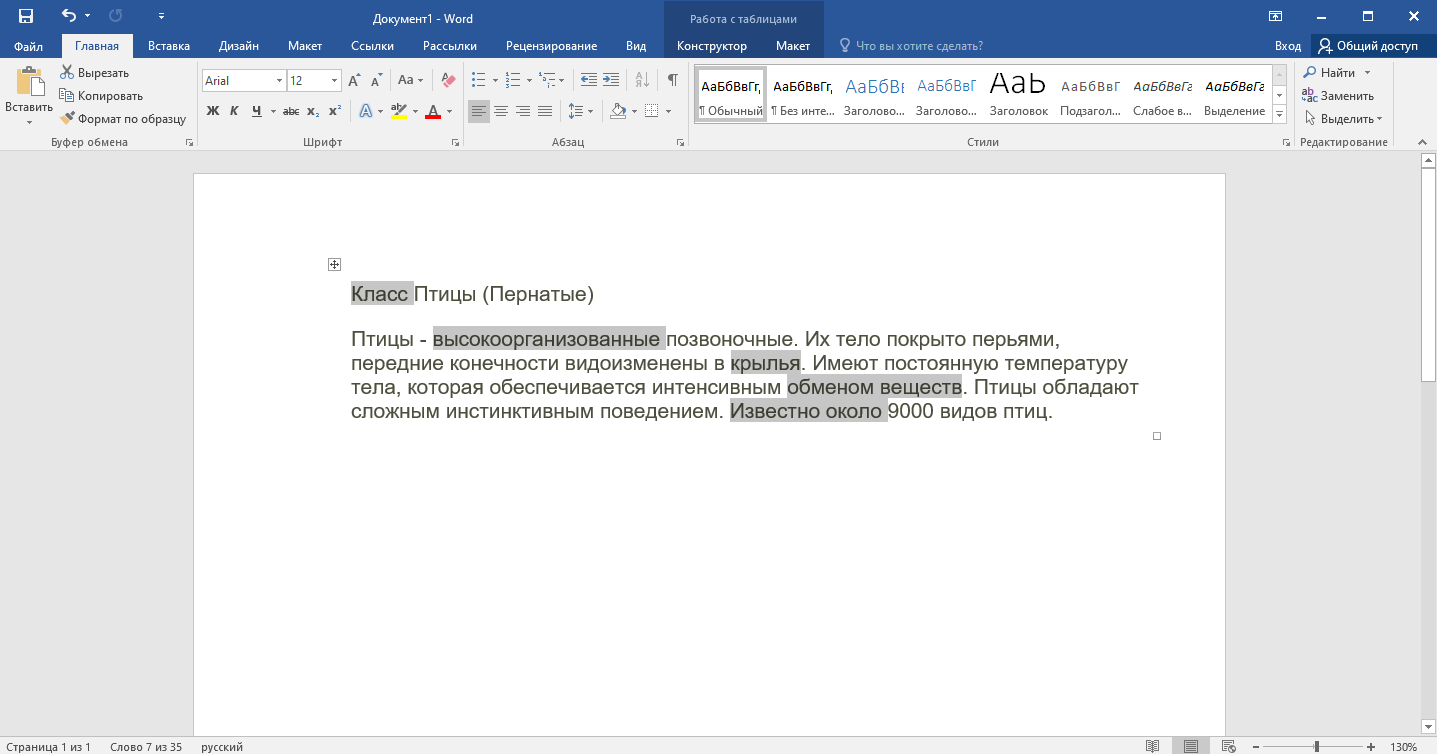 Документ1 - Word
Работа с таблицами
Файл
Главная
Вставка
Дизайн
Макет
Ссылки
Рассылки
Рецензирование
Вид
Конструктор
Макет
Что вы хотите сделать?
Вход
Общий доступ
Вставить
Вырезать
Копировать
Формат по образцу
Буфер обмена
Arial
12
Aa
Ж К Ч abc x₂ x²
Шрифт
Абзац
АаБбВвГг, АаБбВвГг, АаБбВв АаБбВвГ АаЬ АаБбВвГ АаБбВвГг АаБбВвГг
¶ Обычный
¶ Без инте...
Заголово...
Заголово...
Заголовок
Подзагол...
Слабое в...
Выделение
Стили
Найти
Заменить
Выделить
Редактирование
Класс Птицы (Пернатые)
Птицы - высокоорганизованные позвоночные. Их тело покрыто перьями,
передние конечности видоизменены в крылья. Имеют постоянную температуру
тела, которая обеспечивается интенсивным обменом веществ. Птицы обладают
сложным инстинктивным поведением. Известно около 9000 видов птиц.
Страница 1 из 1
Слово 7 из 35
русский
130%